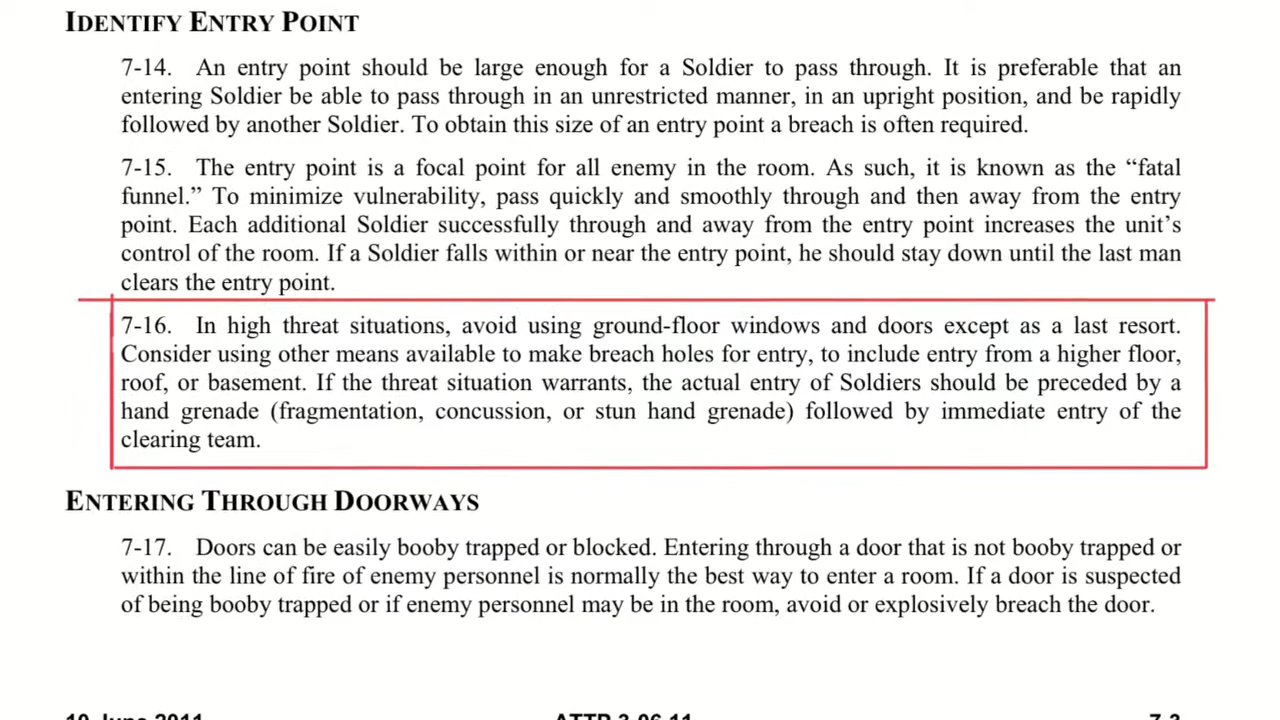 IDENTIFY ENTRY POINT
7-14. An entry point should be large enough for a Soldier to pass through. It is preferable that an
entering Soldier be able to pass through in an unrestricted manner, in an upright position, and be rapidly
followed by another Soldier. To obtain this size of an entry point a breach is often required.
7-15. The entry point is a focal point for all enemy in the room. As such, it is known as the “fatal
funnel.” To minimize vulnerability, pass quickly and smoothly through and then away from the entry
point. Each additional Soldier successfully through and away from the entry point increases the unit’s
control of the room. If a Soldier falls within or near the entry point, he should stay down until the last man
clears the entry point.
7-16. In high threat situations, avoid using ground-floor windows and doors except as a last resort.
Consider using other means available to make breach holes for entry, to include entry from a higher floor,
roof, or basement. If the threat situation warrants, the actual entry of Soldiers should be preceded by a
hand grenade (fragmentation, concussion, or stun hand grenade) followed by immediate entry of the
clearing team.
ENTERING THROUGH DOORWAYS
7-17. Doors can be easily booby trapped or blocked. Entering through a door that is not booby trapped or
within the line of fire of enemy personnel is normally the best way to enter a room. If a door is suspected
of being booby trapped or if enemy personnel may be in the room, avoid or explosively breach the door.
10 June 2011 ATTP 3-06.11 7-3